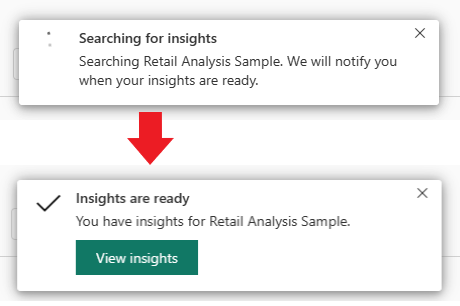 Searching for insights
Searching Retail Analysis Sample. We will notify you
when your insights are ready.
Insights are ready
You have insights for Retail Analysis Sample.
View insights